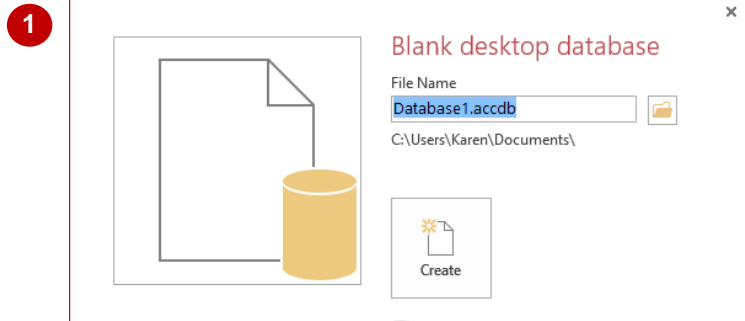 1
Blank desktop database
File Name
Database1.accdb
C:\Users\Karen\Documents\
Create